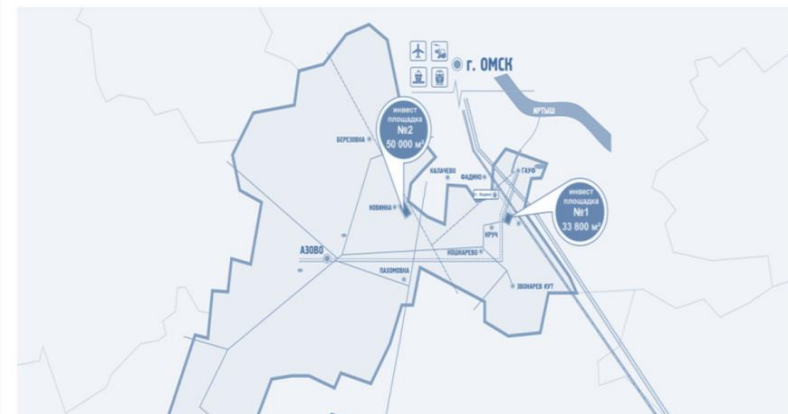 г. ОМСК
ИРТЫШ
инвест
площадка
№2
50 000 м²
БЕРЕЗОВКА
КАЛАЧЕВО
ФАДИНО
ГАУФ
НОВИНКА
инвест
площадка
№1
33 800 м²
КРУЧ
АЗОВО
КОШКАРЕВО
ПАХОМОВКА
ЗВОНАРЕВ КУТ